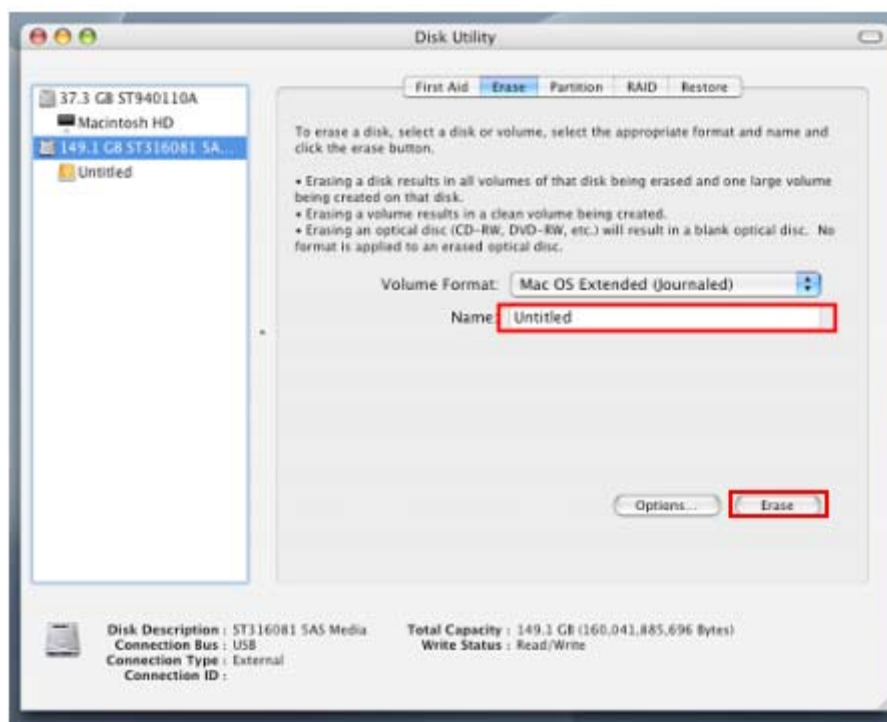 Disk Utility
37.3 GB ST940110A
Macintosh HD
149.1 GB ST316081 5A...
Untitled
First Aid Erase Partition RAID Restore
To erase a disk, select a disk or volume, select the appropriate format and name and
click the erase button.
• Erasing a disk results in all volumes of that disk being erased and one large volume
being created on that disk.
• Erasing a volume results in a clean volume being created.
• Erasing an optical disc (CD-RW, DVD-RW, etc.) will result in a blank optical disc. No
format is applied to an erased optical disc.
Volume Format: Mac OS Extended (Journaled)
Name: Untitled
Options... Erase
Disk Description : ST316081 5AS Media Total Capacity : 149.1 GB (160,041,885,696 Bytes)
Connection Bus : USB Write Status : Read/Write
Connection Type : External
Connection ID :